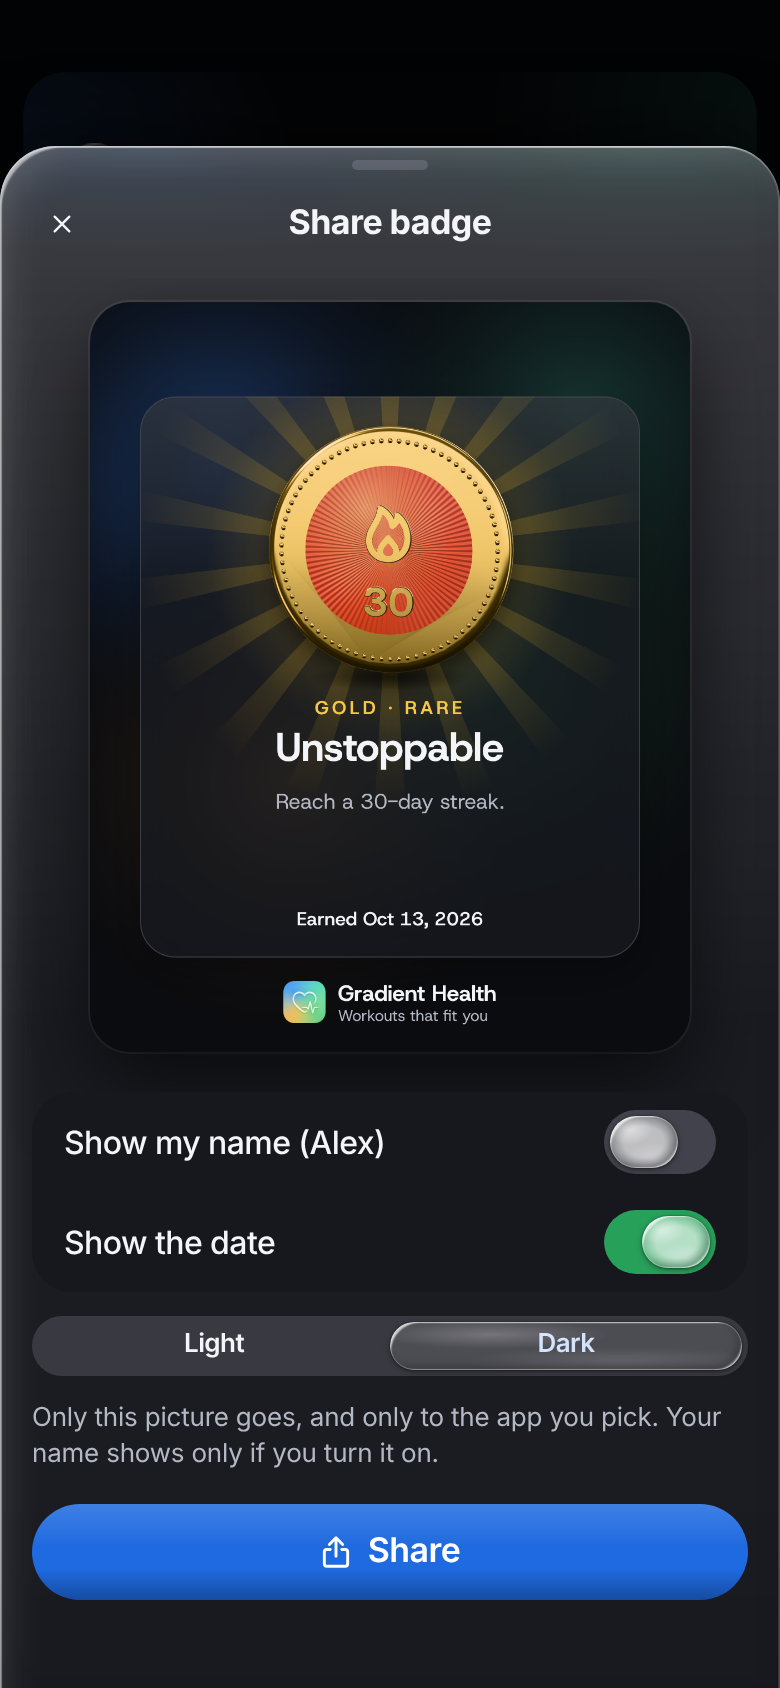 Share badge
30
GOLD · RARE
Unstoppable
Reach a 30-day streak.
Earned Oct 13, 2026
Gradient Health
Workouts that fit you
Show my name (Alex)
Show the date
Light
Dark
Only this picture goes, and only to the app you pick. Your
name shows only if you turn it on.
Share